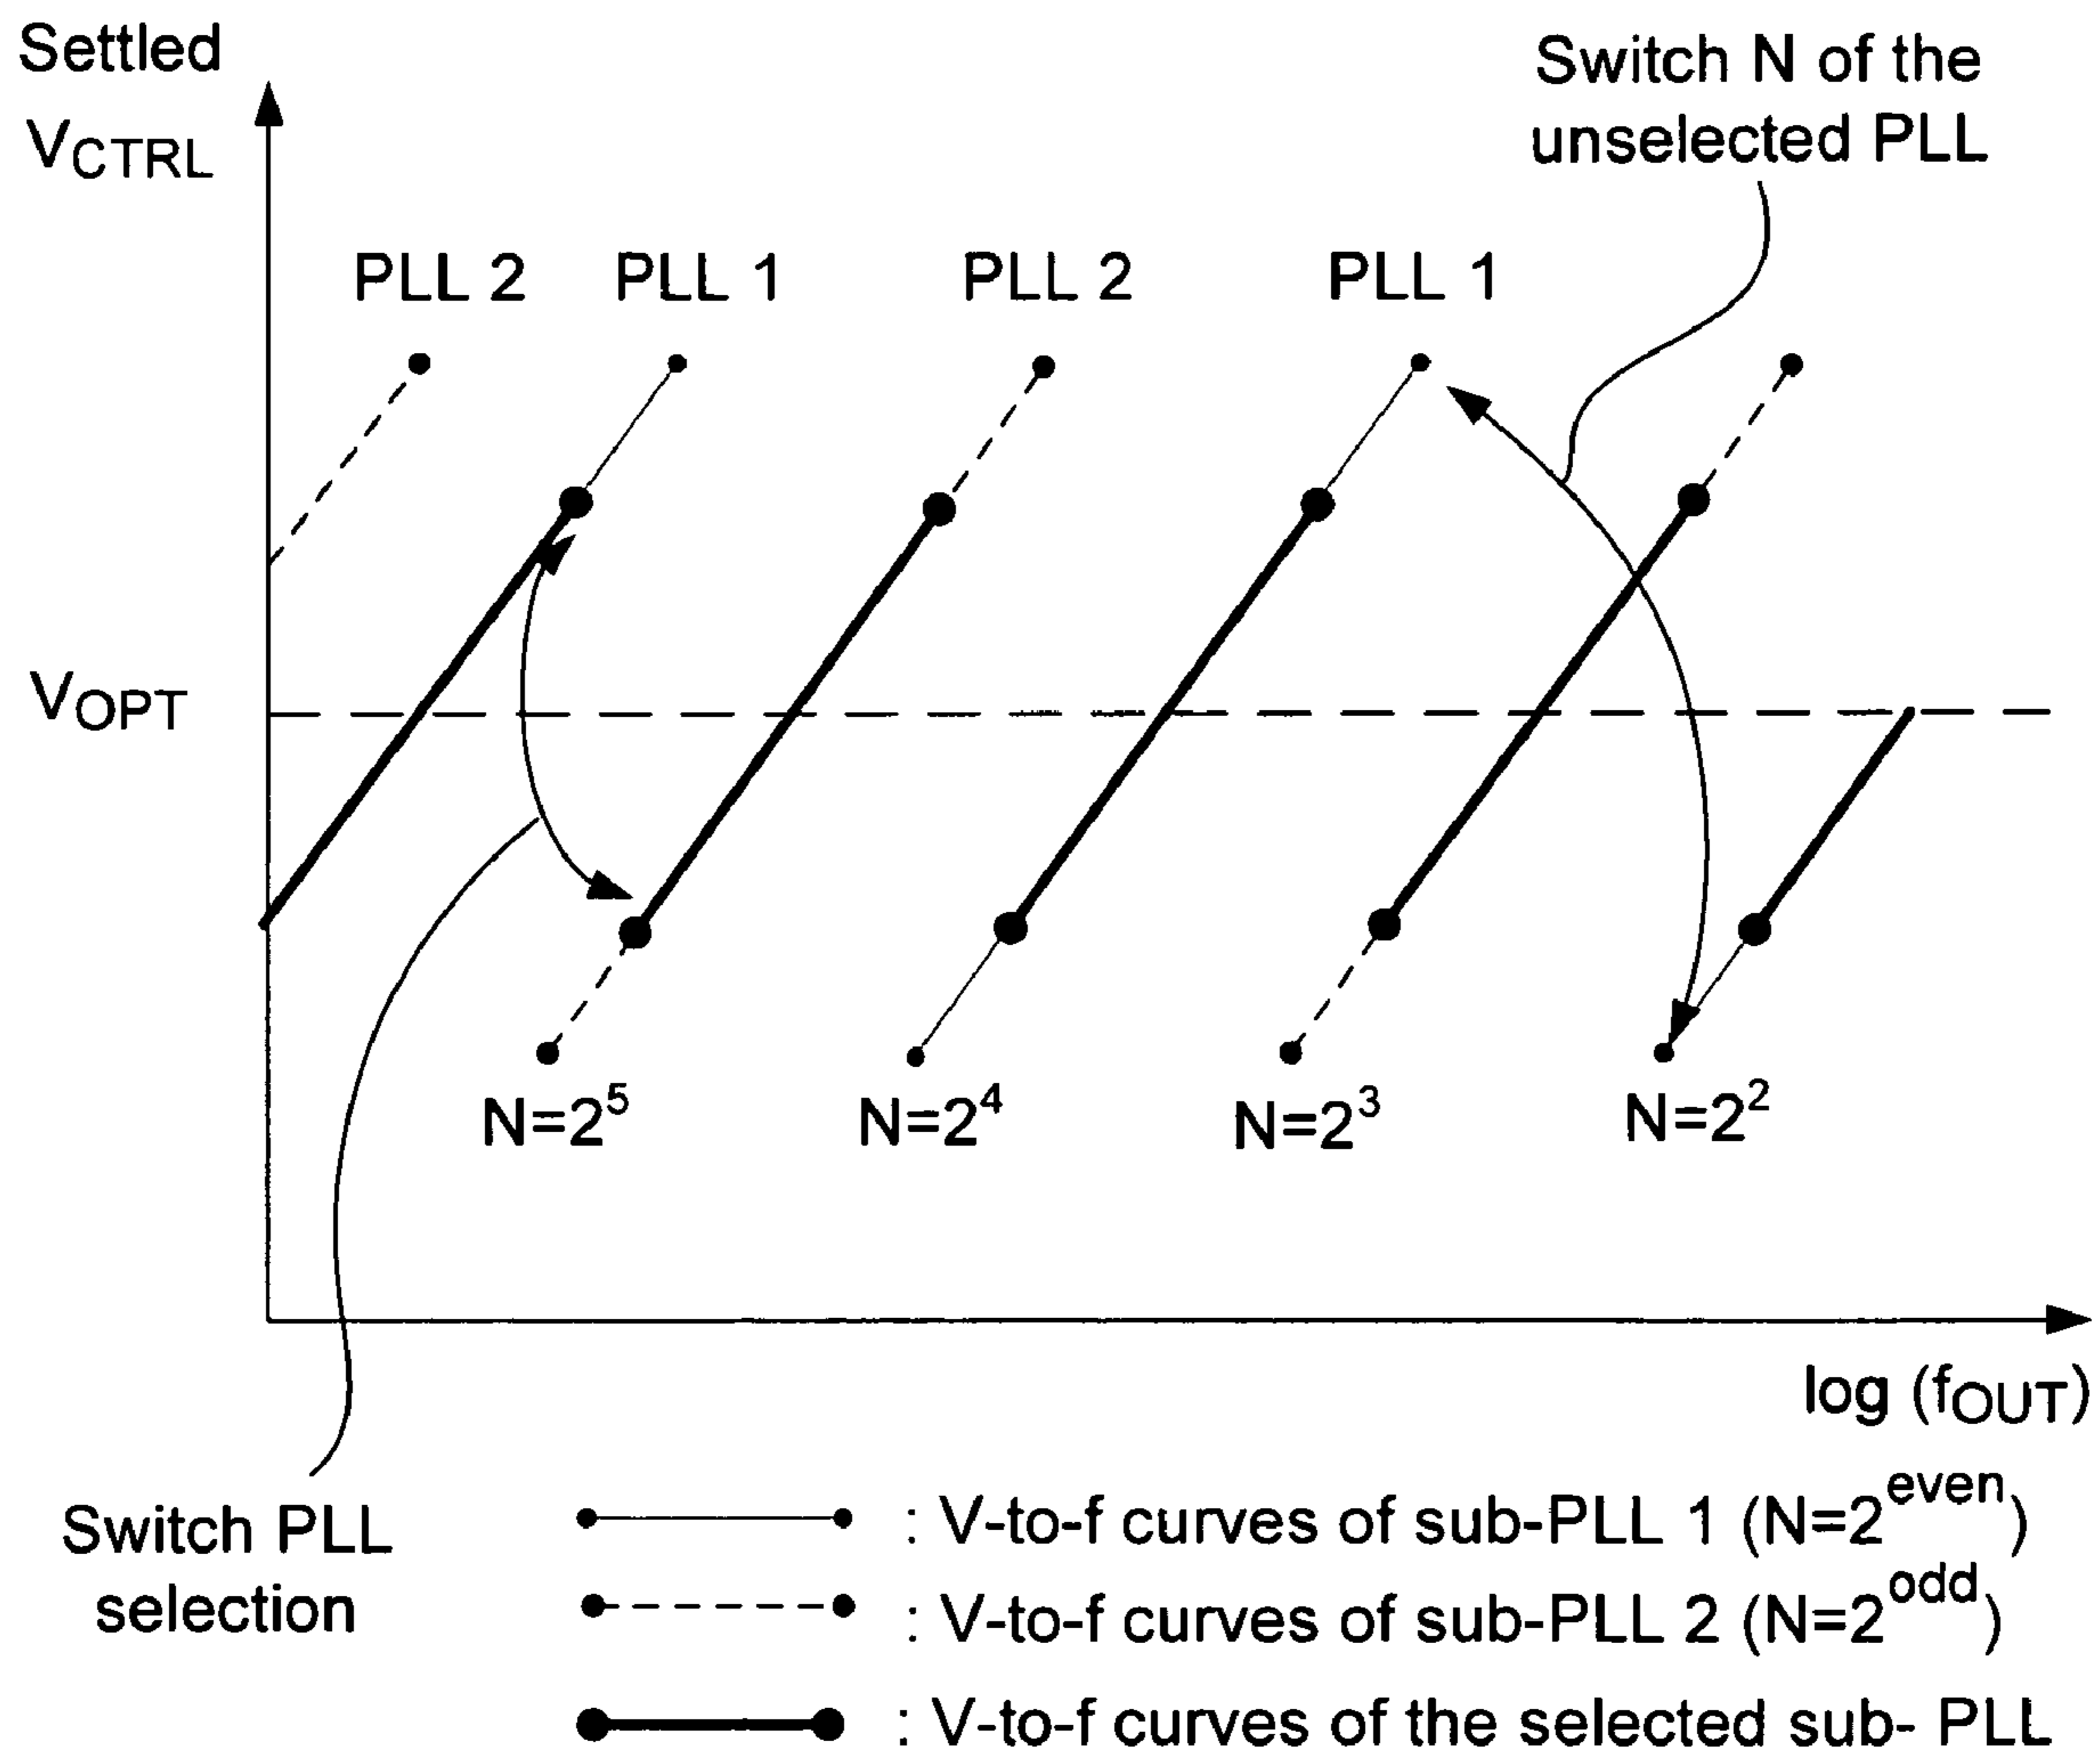 Settled
VCTRL
Switch N of the
unselected PLL
PLL 2
PLL 1
PLL 2
PLL 1
VOPT
N=2^5
N=2^4
N=2^3
N=2^2
log (fOUT)
Switch PLL
selection
: V-to-f curves of sub-PLL 1 (N=2^even)
: V-to-f curves of sub-PLL 2 (N=2^odd)
: V-to-f curves of the selected sub- PLL